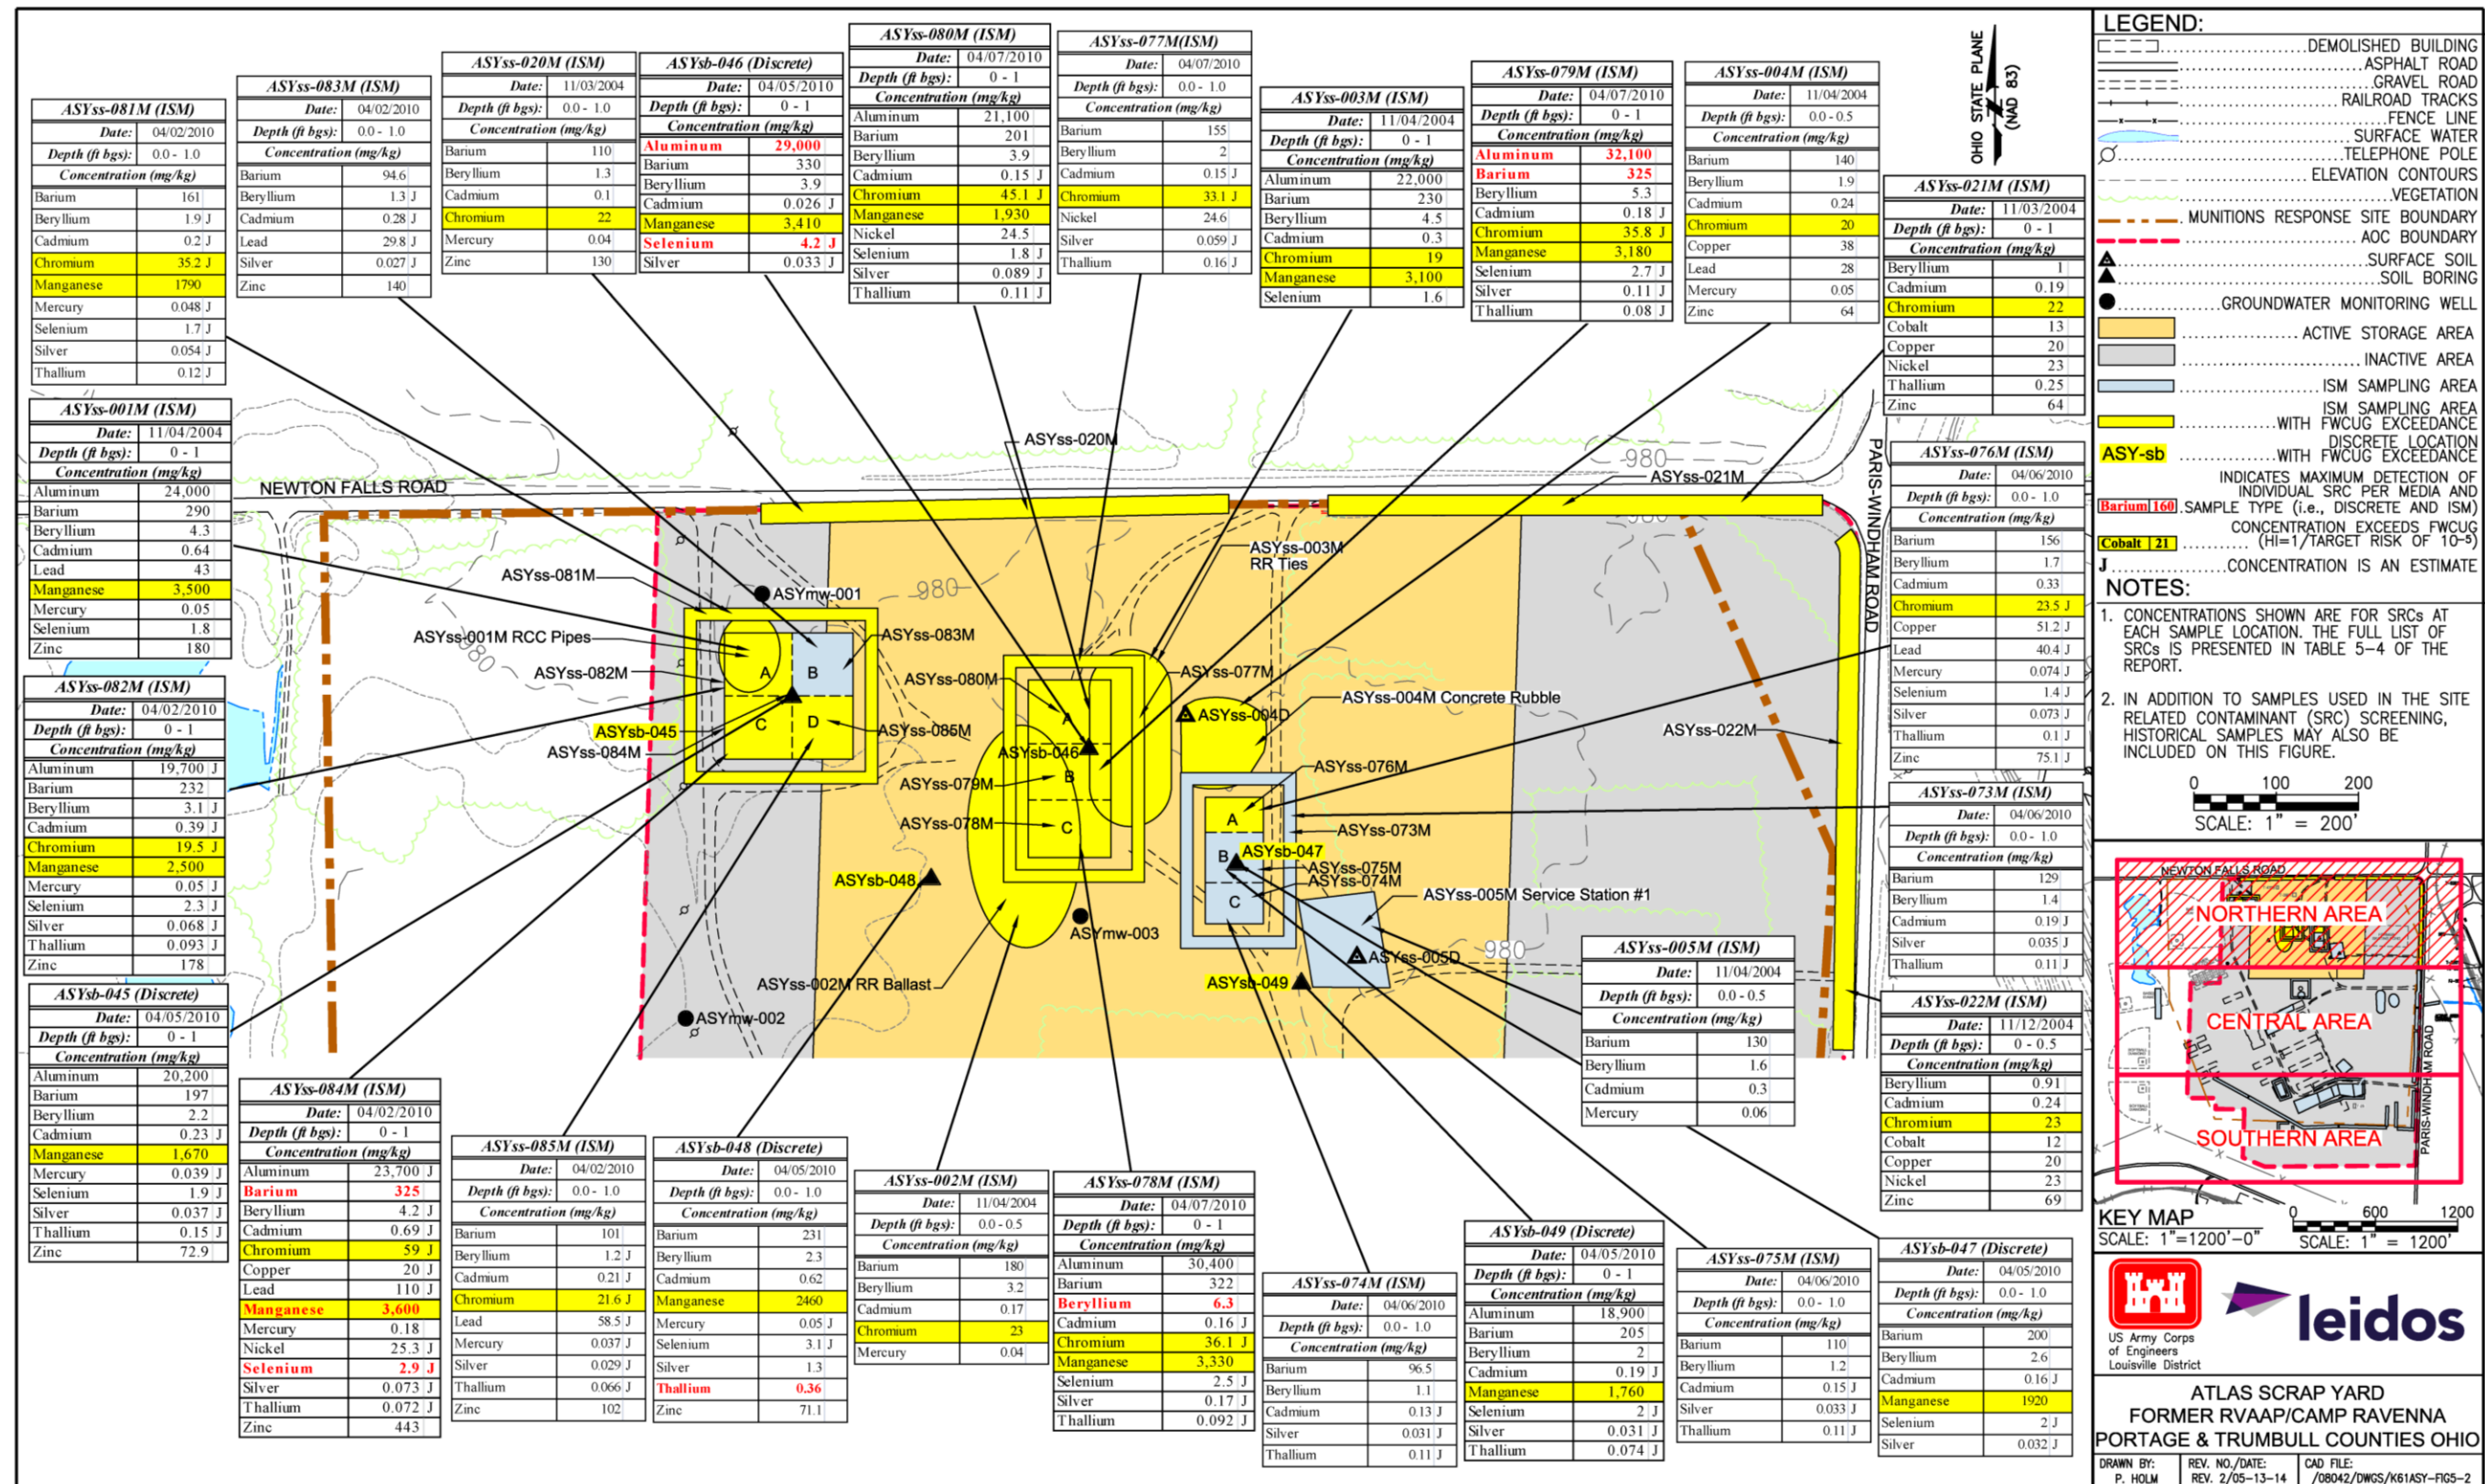 ASYss-081M (ISM)
Date: 04/02/2010
Depth (ft bgs): 0.0 - 1.0
Concentration (mg/kg)
Barium 161
Beryllium 1.9 J
Cadmium 0.2 J
Chromium 35.2 J
Manganese 1790
Mercury 0.048 J
Selenium 1.7 J
Silver 0.054 J
Thallium 0.12 J
ASYss-083M (ISM)
Date: 04/02/2010
Depth (ft bgs): 0.0 - 1.0
Concentration (mg/kg)
Barium 94.6
Beryllium 1.3 J
Cadmium 0.28 J
Lead 29.8 J
Silver 0.027 J
Zinc 140
ASYss-020M (ISM)
Date: 11/03/2004
Depth (ft bgs): 0.0 - 1.0
Concentration (mg/kg)
Barium 110
Beryllium 1.3
Cadmium 0.1
Chromium 22
Mercury 0.04
Zinc 130
ASYsb-046 (Discrete)
Date: 04/05/2010
Depth (ft bgs): 0 - 1
Concentration (mg/kg)
Aluminum 29,000
Barium 330
Beryllium 3.9
Cadmium 0.026 J
Manganese 3,410
Selenium 4.2 J
Silver 0.033 J
ASYss-080M (ISM)
Date: 04/07/2010
Depth (ft bgs): 0 - 1
Concentration (mg/kg)
Aluminum 21,100
Barium 201
Beryllium 3.9
Cadmium 0.15 J
Chromium 45.1 J
Manganese 1,930
Nickel 24.5
Selenium 1.8 J
Silver 0.089 J
Thallium 0.11 J
ASYss-077M(ISM)
Date: 04/07/2010
Depth (ft bgs): 0.0 - 1.0
Concentration (mg/kg)
Barium 155
Beryllium 2
Cadmium 0.15 J
Chromium 33.1 J
Nickel 24.6
Silver 0.059 J
Thallium 0.16 J
ASYss-003M (ISM)
Date: 11/04/2004
Depth (ft bgs): 0 - 1
Concentration (mg/kg)
Aluminum 22,000
Barium 230
Beryllium 4.5
Cadmium 0.3
Chromium 19
Manganese 3,100
Selenium 1.6
ASYss-079M (ISM)
Date: 04/07/2010
Depth (ft bgs): 0 - 1
Concentration (mg/kg)
Aluminum 32,100
Barium 325
Beryllium 5.3
Cadmium 0.18 J
Chromium 35.8 J
Manganese 3,180
Selenium 2.7 J
Silver 0.11 J
Thallium 0.08 J
ASYss-004M (ISM)
Date: 11/04/2004
Depth (ft bgs): 0.0 - 0.5
Concentration (mg/kg)
Barium 140
Beryllium 1.9
Cadmium 0.24
Chromium 20
Copper 38
Lead 28
Mercury 0.05
Zinc 64
OHIO STATE PLANE
(NAD 83)
ASYss-021M (ISM)
Date: 11/03/2004
Depth (ft bgs): 0 - 1
Concentration (mg/kg)
Beryllium 1
Cadmium 0.19
Chromium 22
Cobalt 13
Copper 20
Nickel 23
Thallium 0.25
Zinc 64
ASYss-001M (ISM)
Date: 11/04/2004
Depth (ft bgs): 0 - 1
Concentration (mg/kg)
Aluminum 24,000
Barium 290
Beryllium 4.3
Cadmium 0.64
Lead 43
Manganese 3,500
Mercury 0.05
Selenium 1.8
Zinc 180
ASYss-082M (ISM)
Date: 04/02/2010
Depth (ft bgs): 0 - 1
Concentration (mg/kg)
Aluminum 19,700 J
Barium 232
Beryllium 3.1 J
Cadmium 0.39 J
Chromium 19.5 J
Manganese 2,500
Mercury 0.05 J
Selenium 2.3 J
Silver 0.068 J
Thallium 0.093 J
Zinc 178
ASYsb-045 (Discrete)
Date: 04/05/2010
Depth (ft bgs): 0 - 1
Concentration (mg/kg)
Aluminum 20,200
Barium 197
Beryllium 2.2
Cadmium 0.23 J
Manganese 1,670
Mercury 0.039 J
Selenium 1.9 J
Silver 0.037 J
Thallium 0.15 J
Zinc 72.9
NEWTON FALLS ROAD
PARIS-WINDHAM ROAD
ASYss-020M
980
ASYss-021M
980
ASYss-003M
RR Ties
ASYss-081M
ASYmw-001
980
ASYss-001M RCC Pipes
980
ASYss-083M
ASYss-082M
A
B
C
D
ASYsb-045
ASYss-085M
ASYss-084M
ASYss-080M
ASYss-077M
A
ASYss-004M Concrete Rubble
ASYss-004D
ASYss-022M
ASYsb-046
B
ASYss-079M
ASYss-076M
ASYss-078M
C
A
ASYss-073M
B
ASYsb-047
ASYss-075M
ASYss-074M
C
ASYsb-048
ASYss-005M Service Station #1
ASYmw-003
980
ASYss-005D
ASYsb-049
ASYss-002M RR Ballast
ASYmw-002
ASYss-076M (ISM)
Date: 04/06/2010
Depth (ft bgs): 0.0 - 1.0
Concentration (mg/kg)
Barium 156
Beryllium 1.7
Cadmium 0.33
Chromium 23.5 J
Copper 51.2 J
Lead 40.4 J
Mercury 0.074 J
Selenium 1.4 J
Silver 0.073 J
Thallium 0.1 J
Zinc 75.1 J
ASYss-073M (ISM)
Date: 04/06/2010
Depth (ft bgs): 0.0 - 1.0
Concentration (mg/kg)
Barium 129
Beryllium 1.4
Cadmium 0.19 J
Silver 0.035 J
Thallium 0.11 J
ASYss-005M (ISM)
Date: 11/04/2004
Depth (ft bgs): 0.0 - 0.5
Concentration (mg/kg)
Barium 130
Beryllium 1.6
Cadmium 0.3
Mercury 0.06
ASYss-022M (ISM)
Date: 11/12/2004
Depth (ft bgs): 0 - 0.5
Concentration (mg/kg)
Beryllium 0.91
Cadmium 0.24
Chromium 23
Cobalt 12
Copper 20
Nickel 23
Zinc 69
ASYss-084M (ISM)
Date: 04/02/2010
Depth (ft bgs): 0 - 1
Concentration (mg/kg)
Aluminum 23,700 J
Barium 325
Beryllium 4.2 J
Cadmium 0.69 J
Chromium 59 J
Copper 20 J
Lead 110 J
Manganese 3,600
Mercury 0.18
Nickel 25.3 J
Selenium 2.9 J
Silver 0.073 J
Thallium 0.072 J
Zinc 443
ASYss-085M (ISM)
Date: 04/02/2010
Depth (ft bgs): 0.0 - 1.0
Concentration (mg/kg)
Barium 101
Beryllium 1.2 J
Cadmium 0.21 J
Chromium 21.6 J
Lead 58.5 J
Mercury 0.037 J
Silver 0.029 J
Thallium 0.066 J
Zinc 102
ASYsb-048 (Discrete)
Date: 04/05/2010
Depth (ft bgs): 0.0 - 1.0
Concentration (mg/kg)
Barium 231
Beryllium 2.3
Cadmium 0.62
Manganese 2460
Mercury 0.05 J
Selenium 3.1 J
Silver 1.3
Thallium 0.36
Zinc 71.1
ASYss-002M (ISM)
Date: 11/04/2004
Depth (ft bgs): 0.0 - 0.5
Concentration (mg/kg)
Barium 180
Beryllium 3.2
Cadmium 0.17
Chromium 23
Mercury 0.04
ASYss-078M (ISM)
Date: 04/07/2010
Depth (ft bgs): 0 - 1
Concentration (mg/kg)
Aluminum 30,400
Barium 322
Beryllium 6.3
Cadmium 0.16 J
Chromium 36.1 J
Manganese 3,330
Selenium 2.5 J
Silver 0.17 J
Thallium 0.092 J
ASYss-074M (ISM)
Date: 04/06/2010
Depth (ft bgs): 0.0 - 1.0
Concentration (mg/kg)
Barium 96.5
Beryllium 1.1
Cadmium 0.13 J
Silver 0.031 J
Thallium 0.11 J
ASYsb-049 (Discrete)
Date: 04/05/2010
Depth (ft bgs): 0 - 1
Concentration (mg/kg)
Aluminum 18,900
Barium 205
Beryllium 2
Cadmium 0.19 J
Manganese 1,760
Selenium 2 J
Silver 0.031 J
Thallium 0.074 J
ASYss-075M (ISM)
Date: 04/06/2010
Depth (ft bgs): 0.0 - 1.0
Concentration (mg/kg)
Barium 110
Beryllium 1.2
Cadmium 0.15 J
Silver 0.033 J
Thallium 0.11 J
ASYsb-047 (Discrete)
Date: 04/05/2010
Depth (ft bgs): 0.0 - 1.0
Concentration (mg/kg)
Barium 200
Beryllium 2.6
Cadmium 0.16 J
Manganese 1920
Selenium 2 J
Silver 0.032 J
LEGEND:
DEMOLISHED BUILDING
ASPHALT ROAD
GRAVEL ROAD
RAILROAD TRACKS
FENCE LINE
SURFACE WATER
TELEPHONE POLE
ELEVATION CONTOURS
VEGETATION
MUNITIONS RESPONSE SITE BOUNDARY
AOC BOUNDARY
SURFACE SOIL
SOIL BORING
GROUNDWATER MONITORING WELL
ACTIVE STORAGE AREA
INACTIVE AREA
ISM SAMPLING AREA
ISM SAMPLING AREA
WITH FWCUG EXCEEDANCE
DISCRETE LOCATION
ASY-sb WITH FWCUG EXCEEDANCE
INDICATES MAXIMUM DETECTION OF
INDIVIDUAL SRC PER MEDIA AND
Barium 160 SAMPLE TYPE (i.e., DISCRETE AND ISM)
CONCENTRATION EXCEEDS FWCUG
Cobalt 21 (HI=1/TARGET RISK OF 10-5)
J CONCENTRATION IS AN ESTIMATE
NOTES:
1. CONCENTRATIONS SHOWN ARE FOR SRCs AT
EACH SAMPLE LOCATION. THE FULL LIST OF
SRCs IS PRESENTED IN TABLE 5-4 OF THE
REPORT.
2. IN ADDITION TO SAMPLES USED IN THE SITE
RELATED CONTAMINANT (SRC) SCREENING,
HISTORICAL SAMPLES MAY ALSO BE
INCLUDED ON THIS FIGURE.
0 100 200
SCALE: 1" = 200'
NEWTON FALLS ROAD
NORTHERN AREA
CENTRAL AREA
SOUTHERN AREA
PARIS-WINDHAM ROAD
KEY MAP
SCALE: 1"=1200'-0"
0 600 1200
SCALE: 1" = 1200'
US Army Corps
of Engineers
Louisville District
leidos
ATLAS SCRAP YARD
FORMER RVAAP/CAMP RAVENNA
PORTAGE & TRUMBULL COUNTIES OHIO
DRAWN BY: P. HOLM
REV. NO./DATE: REV. 2/05-13-14
CAD FILE: /08042/DWGS/K61ASY-FIG5-2